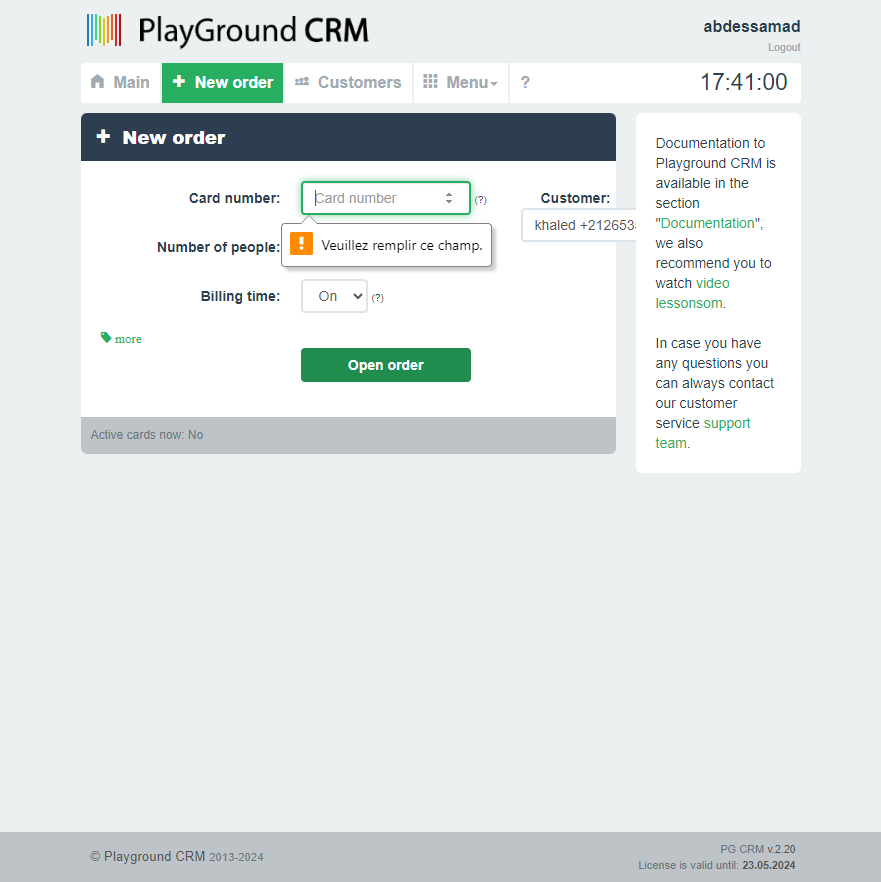 PlayGround CRM
abdessamad
Logout
Main
New order
Customers
Menu
?
17:41:00
New order
Card number:
Card number
(?)
Customer:
khaled +212653
Veuillez remplir ce champ.
Number of people:
Billing time:
On
(?)
more
Open order
Active cards now: No
Documentation to
Playground CRM is
available in the
section
"Documentation",
we also
recommend you to
watch video
lessonsom.
In case you have
any questions you
can always contact
our customer
service support
team.
© Playground CRM 2013-2024
PG CRM v.2.20
License is valid until: 23.05.2024